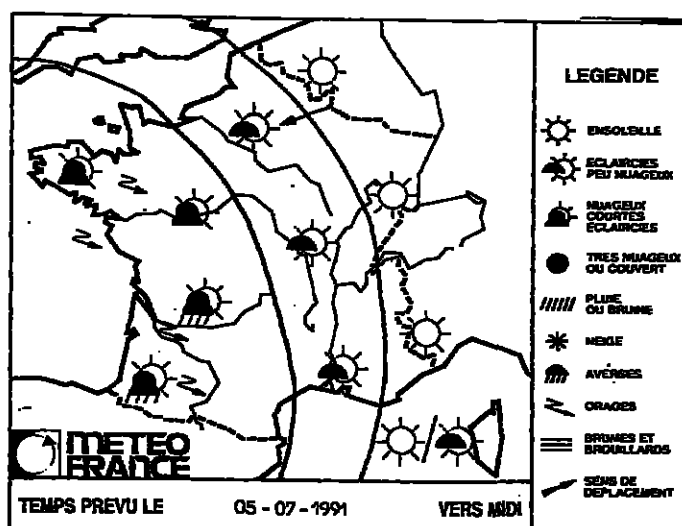 LEGENDE
ENSOLEILLE
ECLAIRCIES
PEU NUAGEUX
NUAGEUX
COURTES
ECLAIRCIES
TRES NUAGEUX
OU COUVERT
PLUIE
OU BRUINE
NEIGE
AVERSES
ORAGES
BRUMES ET
BROUILLARDS
SENS DE
DEPLACEMENT
METEO
FRANCE
TEMPS PREVU LE 05-07-1991 VERS MIDI